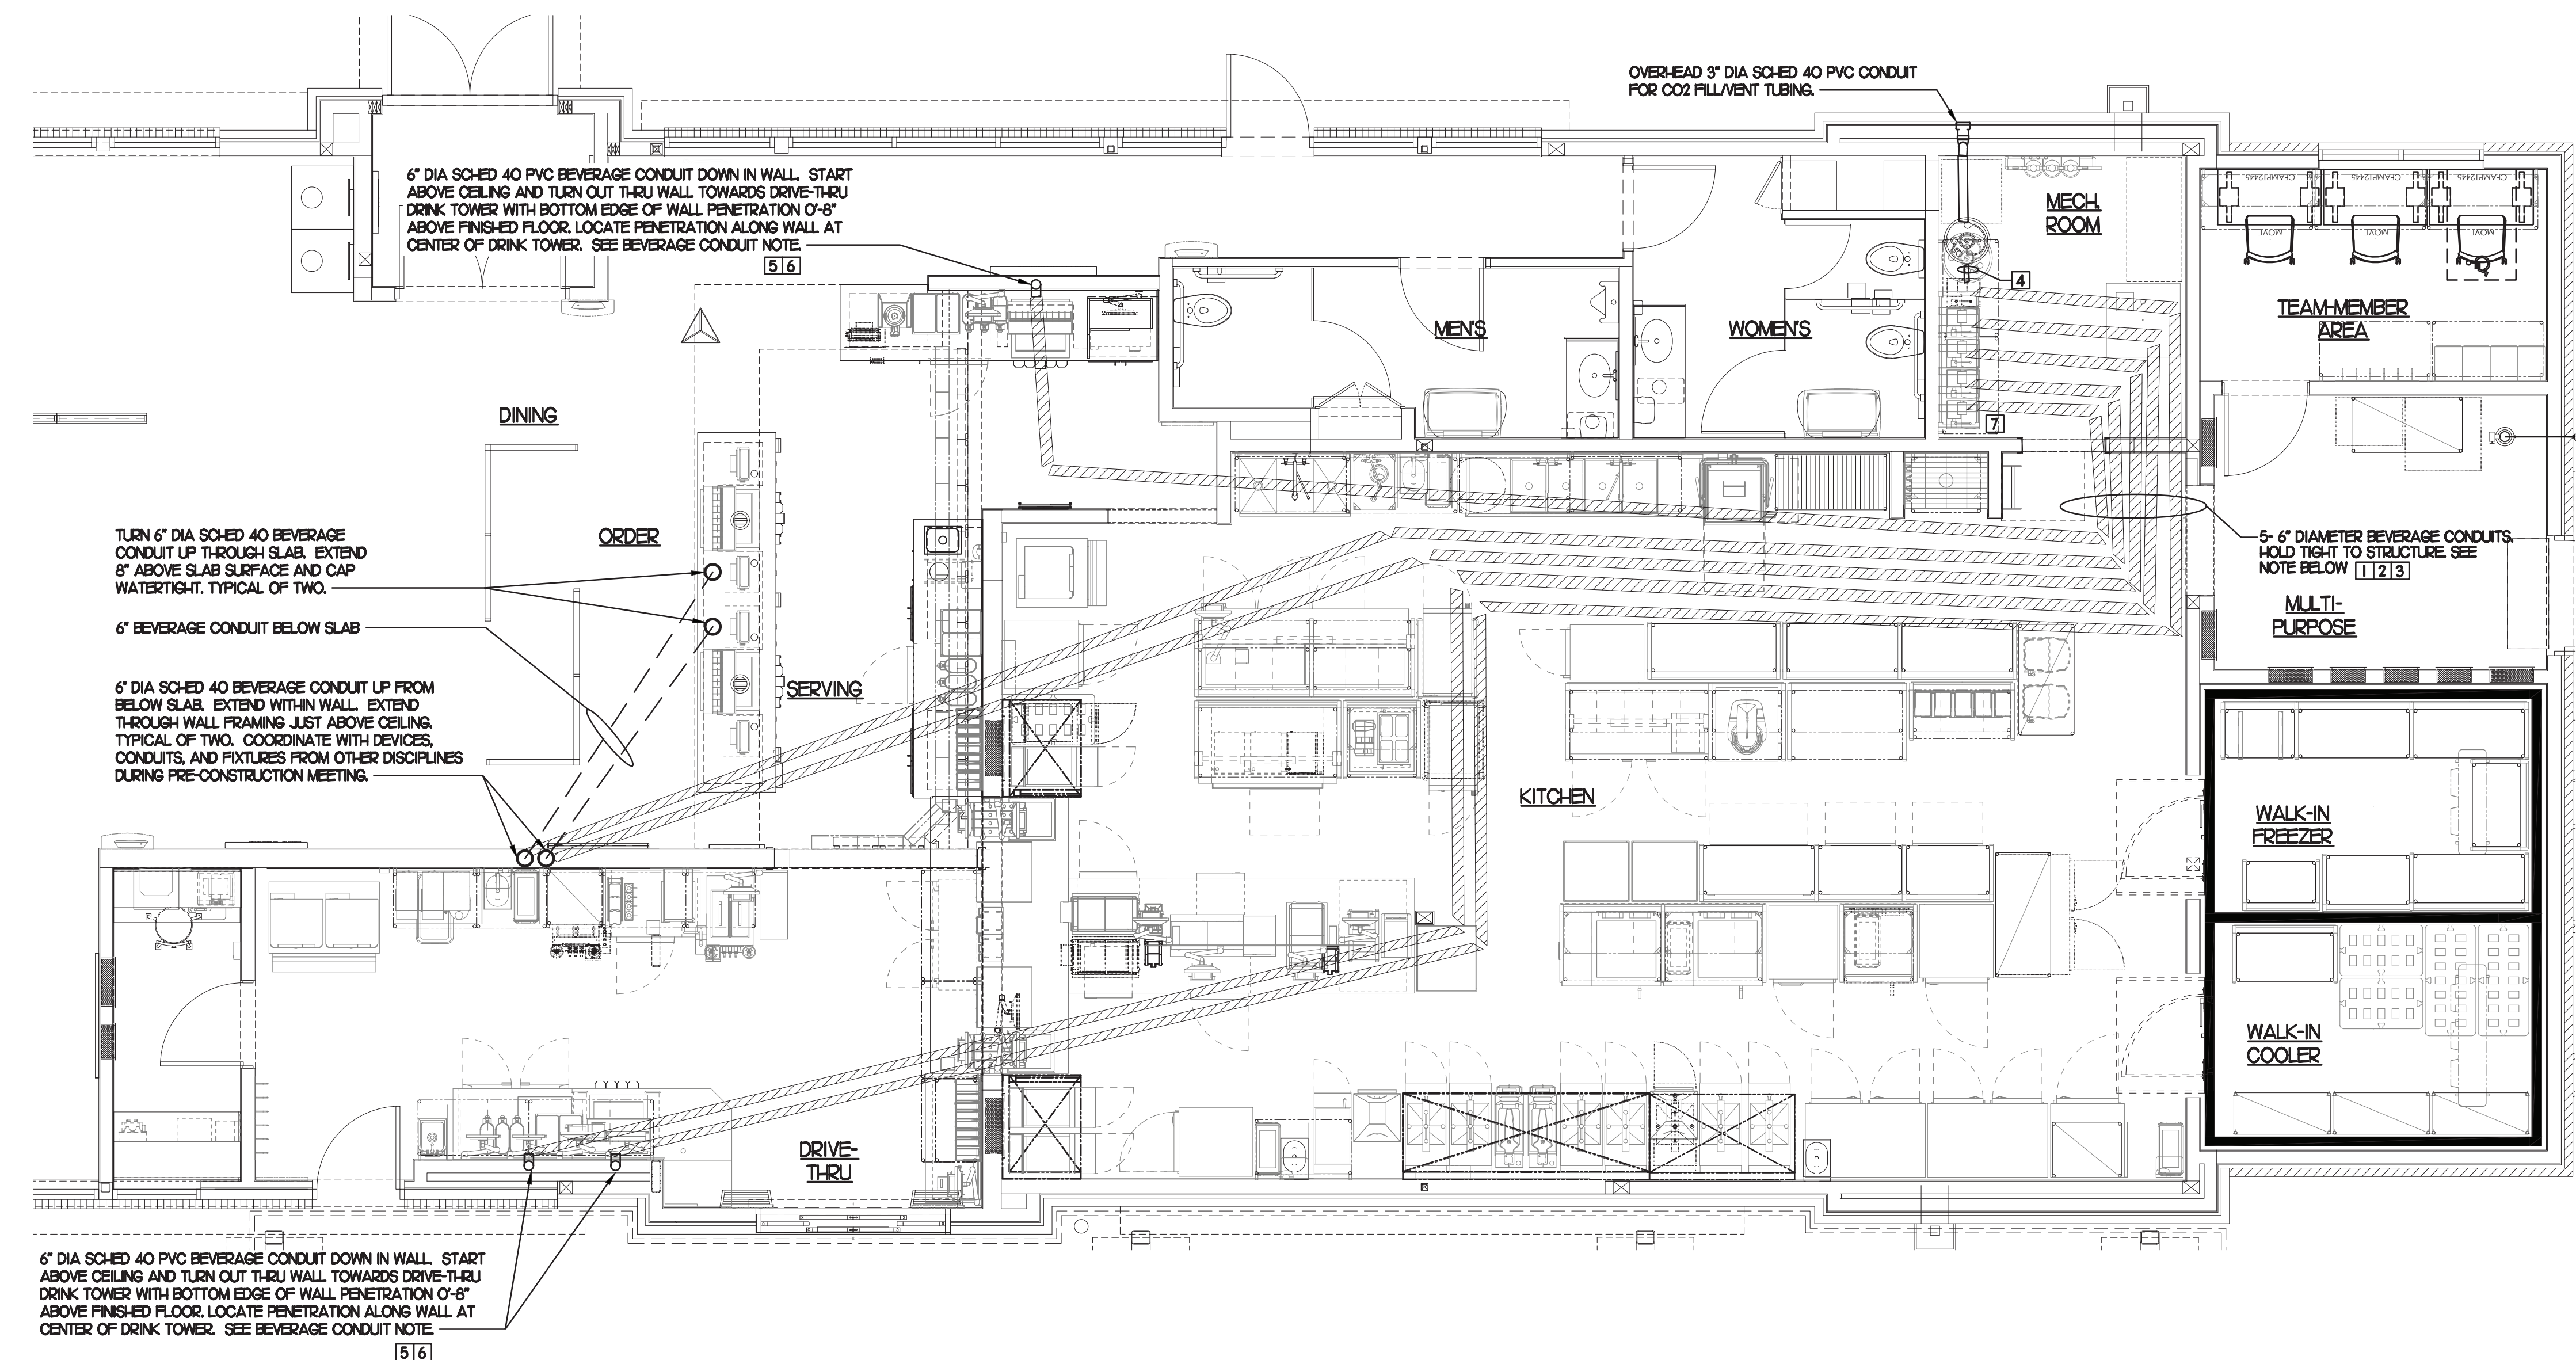 OVERHEAD 3" DIA SCHED 40 PVC CONDUIT
FOR CO2 FILL/VENT TUBING.
6" DIA SCHED 40 PVC BEVERAGE CONDUIT DOWN IN WALL. START
ABOVE CEILING AND TURN OUT THRU WALL TOWARDS DRIVE-THRU
DRINK TOWER WITH BOTTOM EDGE OF WALL PENETRATION 0'-8"
ABOVE FINISHED FLOOR. LOCATE PENETRATION ALONG WALL AT
CENTER OF DRINK TOWER. SEE BEVERAGE CONDUIT NOTE.
5 6
MECH.
ROOM
CFAMPT2445
CFAMPT2445
CFAMPT2445
MOVE
MOVE
MOVE
4
TEAM-MEMBER
AREA
MEN'S
WOMEN'S
7
DINING
ORDER
TURN 6" DIA SCHED 40 BEVERAGE
CONDUIT UP THROUGH SLAB. EXTEND
8" ABOVE SLAB SURFACE AND CAP
WATERTIGHT. TYPICAL OF TWO.
6" BEVERAGE CONDUIT BELOW SLAB
5- 6" DIAMETER BEVERAGE CONDUITS.
HOLD TIGHT TO STRUCTURE. SEE
NOTE BELOW 1 2 3
MULTI-
PURPOSE
6" DIA SCHED 40 BEVERAGE CONDUIT UP FROM
BELOW SLAB. EXTEND WITHIN WALL. EXTEND
THROUGH WALL FRAMING JUST ABOVE CEILING.
TYPICAL OF TWO. COORDINATE WITH DEVICES,
CONDUITS, AND FIXTURES FROM OTHER DISCIPLINES
DURING PRE-CONSTRUCTION MEETING.
SERVING
KITCHEN
WALK-IN
FREEZER
WALK-IN
COOLER
DRIVE-
THRU
6" DIA SCHED 40 PVC BEVERAGE CONDUIT DOWN IN WALL. START
ABOVE CEILING AND TURN OUT THRU WALL TOWARDS DRIVE-THRU
DRINK TOWER WITH BOTTOM EDGE OF WALL PENETRATION 0'-8"
ABOVE FINISHED FLOOR. LOCATE PENETRATION ALONG WALL AT
CENTER OF DRINK TOWER. SEE BEVERAGE CONDUIT NOTE.
5 6